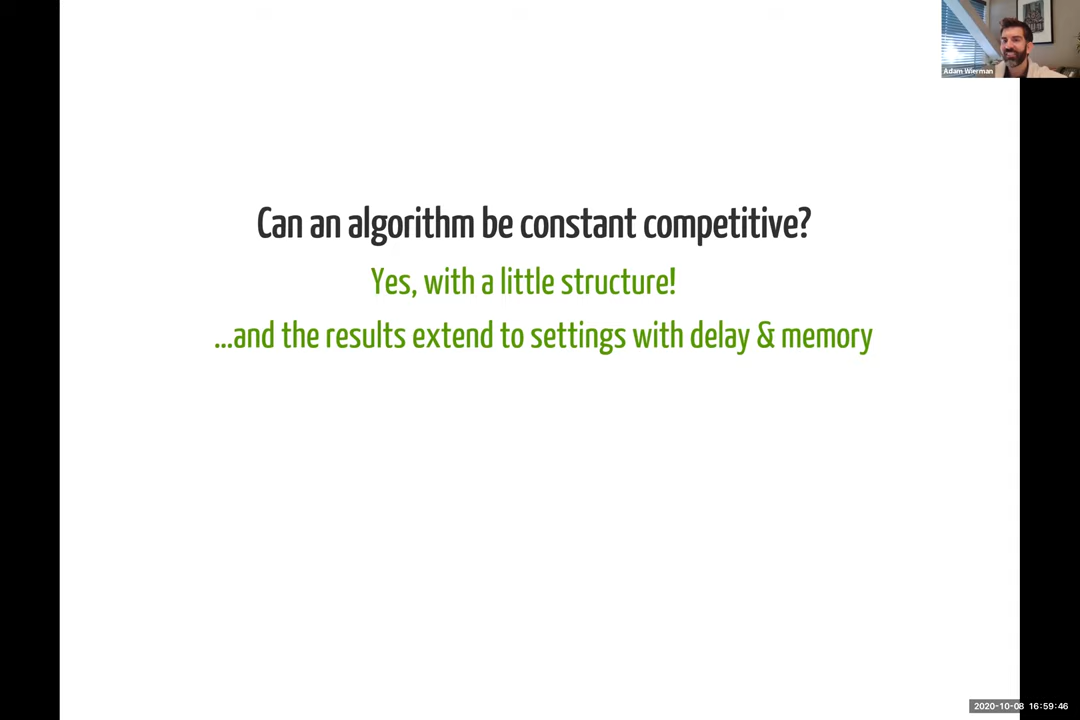 Adam Wierman
Can an algorithm be constant competitive?
Yes, with a little structure!
...and the results extend to settings with delay & memory
2020-10-08 16:59:46